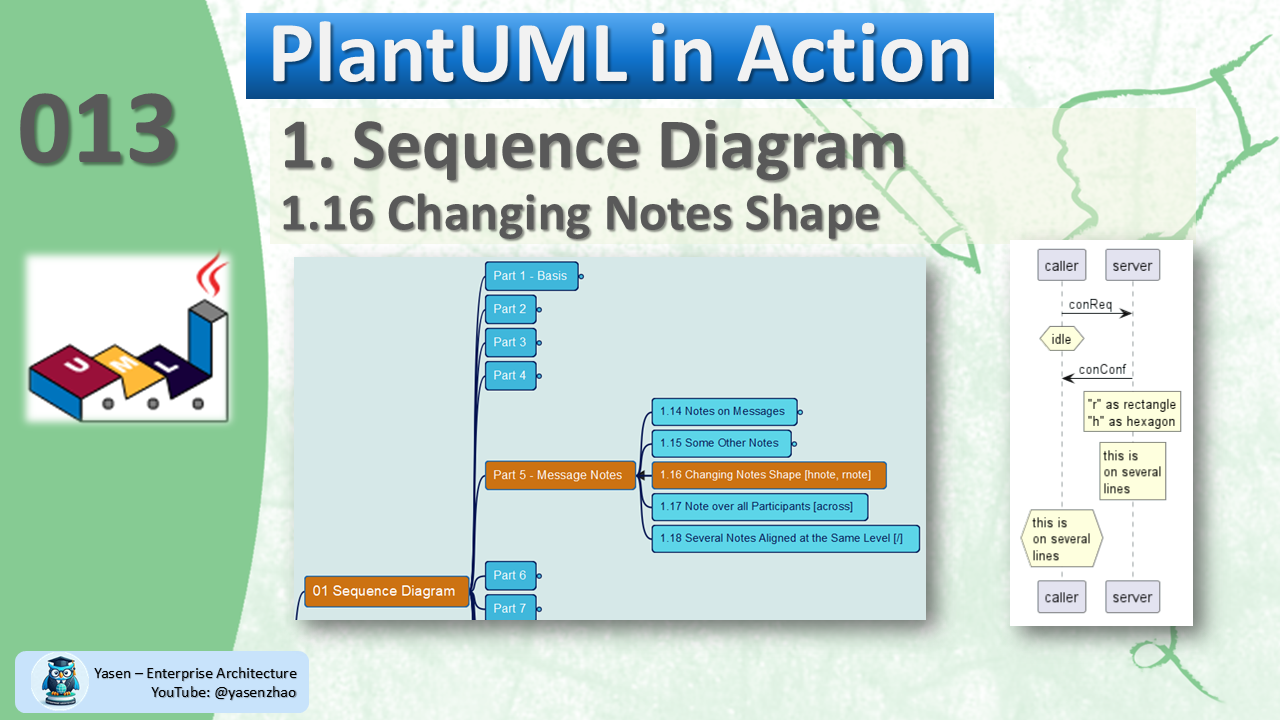 PlantUML in Action
013
1. Sequence Diagram
1.16 Changing Notes Shape
UML
Part 1 - Basis
Part 2
Part 3
Part 4
1.14 Notes on Messages
1.15 Some Other Notes
Part 5 - Message Notes
1.16 Changing Notes Shape [hnote, rnote]
1.17 Note over all Participants [across]
1.18 Several Notes Aligned at the Same Level [/]
Part 6
01 Sequence Diagram
Part 7
caller server
conReq
idle
conConf
"r" as rectangle
"h" as hexagon
this is
on several
lines
this is
on several
lines
caller server
Yasen – Enterprise Architecture
YouTube: @yasenzhao